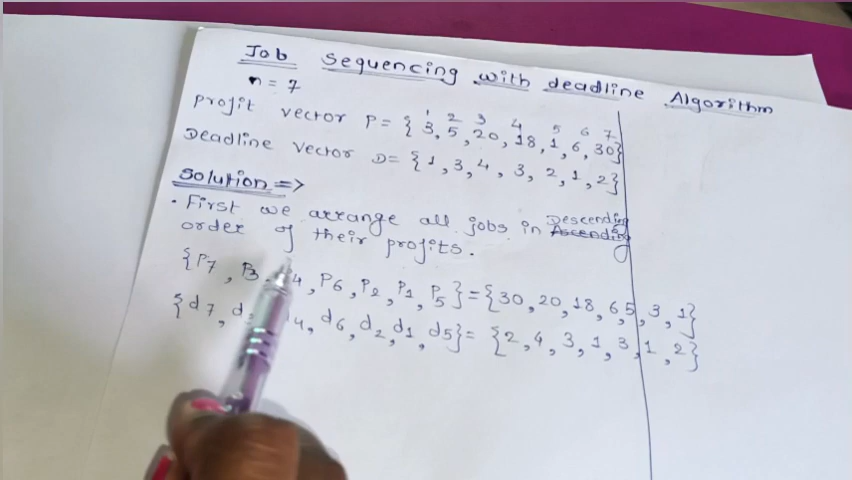 Job sequencing with deadline Algorithm
n = 7
1 2 3 4 5 6 7
Profit vector P = { 3, 5, 20, 18, 1, 6, 30}
Deadline vector D = { 1, 3, 4, 3, 2, 1, 2}
Solution =>
• First we arrange all jobs in Descending
order of their profits. Ascending
{P7, P3, 4, P6, P2, P1, P5} = {30, 20, 18, 6, 5, 3, 1}
{d7, d 4, d6, d2, d1, d5} = {2, 4, 3, 1, 3, 1, 2}